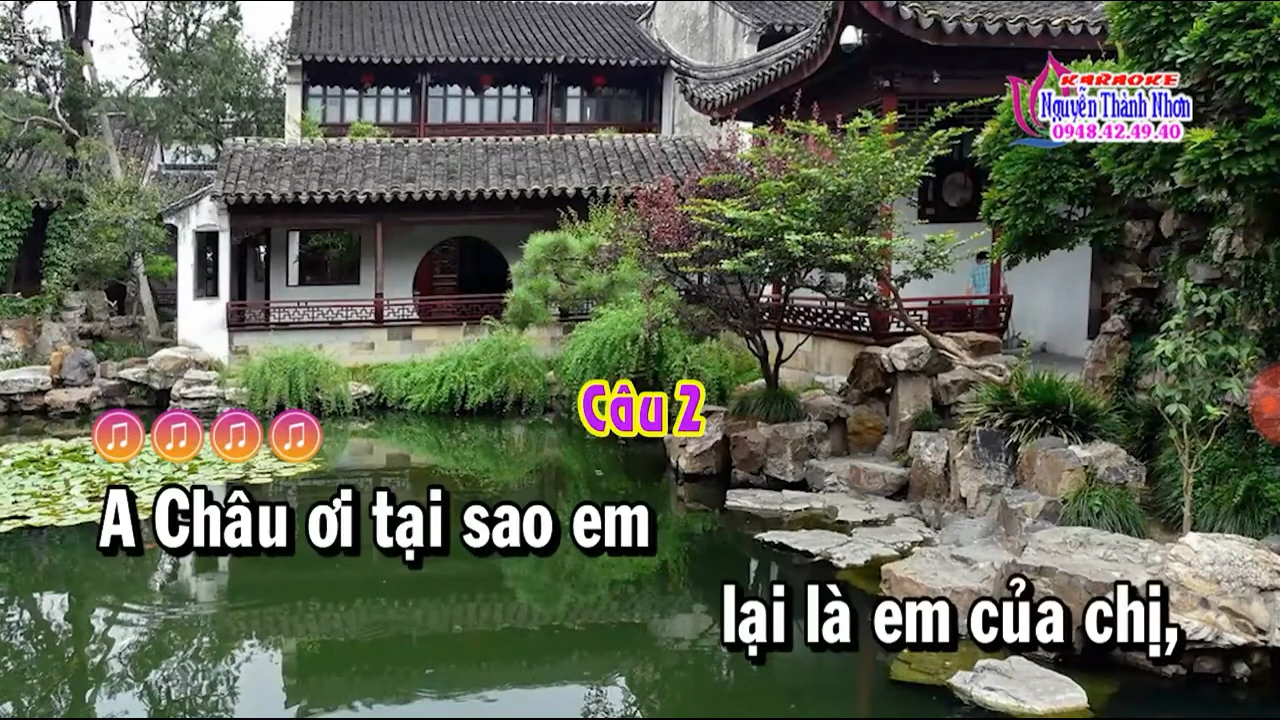 KARAOKE
Nguyễn Thành Nhơn
0948.42.49.40
Câu 2
A Châu ơi tại sao em
lại là em của chị,